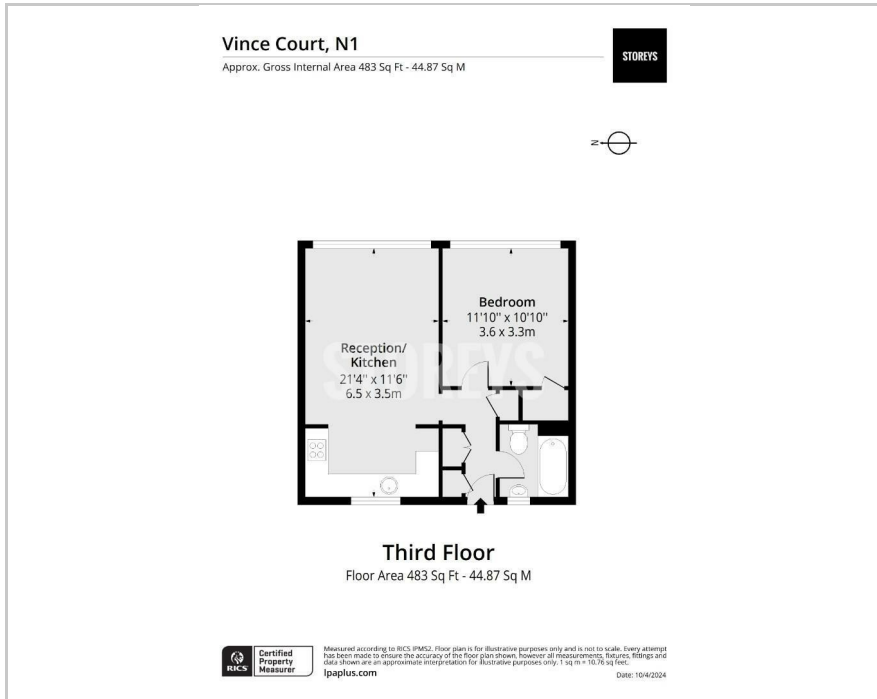 Vince Court, N1
Approx. Gross Internal Area 483 Sq Ft - 44.87 Sq M
STOREYS
N
Bedroom
11'10" x 10'10"
3.6 x 3.3m
Reception/
Kitchen
21'4" x 11'6"
6.5 x 3.5m
STOREYS
Third Floor
Floor Area 483 Sq Ft - 44.87 Sq M
RICS
Certified
Property
Measurer
Measured according to RICS IPMS2. Floor plan is for illustrative purposes only and is not to scale. Every attempt
has been made to ensure the accuracy of the floor plan shown, however all measurements, fixtures, fittings and
data shown are an approximate interpretation for illustrative purposes only. 1 sq m = 10.76 sq feet.
lpaplus.com
Date: 10/4/2024